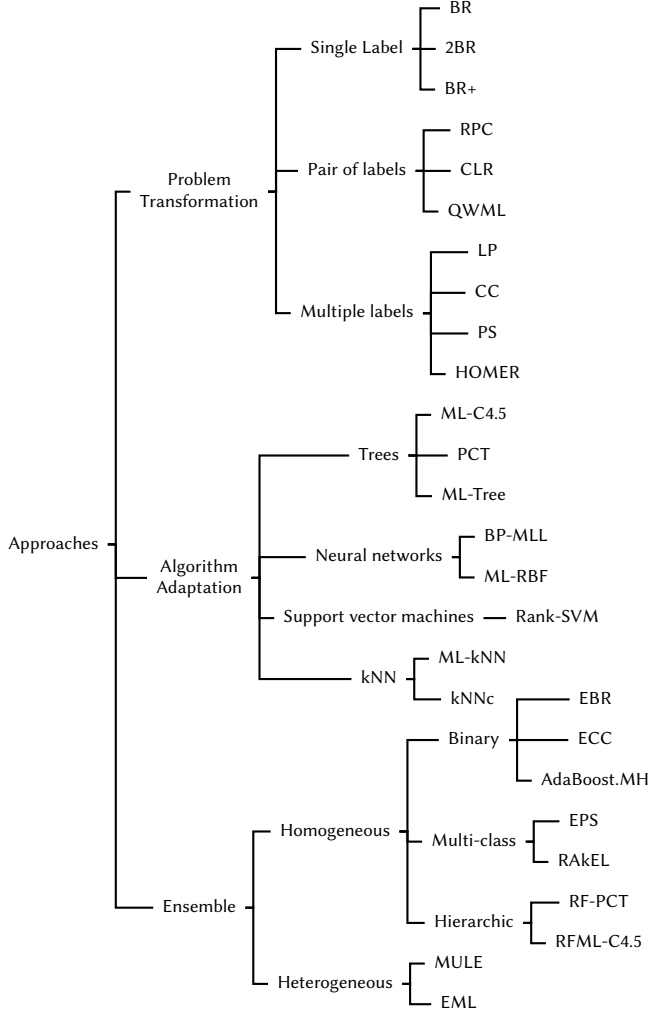 BR
Single Label
2BR
BR+
RPC
Pair of labels
CLR
Problem
Transformation
QWML
LP
CC
Multiple labels
PS
HOMER
ML-C4.5
Trees
PCT
ML-Tree
Approaches
BP-MLL
Neural networks
ML-RBF
Algorithm
Adaptation
Support vector machines
Rank-SVM
ML-kNN
kNN
kNNc
EBR
Binary
ECC
AdaBoost.MH
EPS
Homogeneous
Multi-class
RAkEL
RF-PCT
Ensemble
Hierarchic
RFML-C4.5
MULE
Heterogeneous
EML